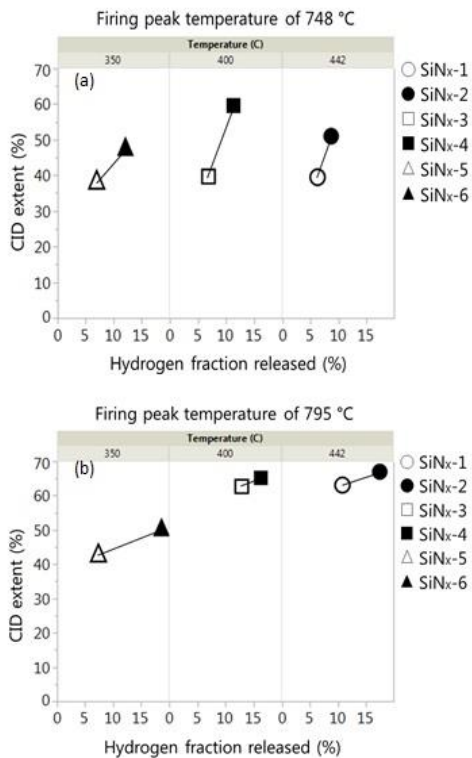 Firing peak temperature of 748 °C
Temperature (C)
350 400 442
(a)
70
60
50
40
30
20
10
0
CID extent (%)
0 5 10 15 0 5 10 15 0 5 10 15
Hydrogen fraction released (%)
SiNx-1
SiNx-2
SiNx-3
SiNx-4
SiNx-5
SiNx-6
Firing peak temperature of 795 °C
Temperature (C)
350 400 442
(b)
70
60
50
40
30
20
10
0
CID extent (%)
0 5 10 15 0 5 10 15 0 5 10 15
Hydrogen fraction released (%)
SiNx-1
SiNx-2
SiNx-3
SiNx-4
SiNx-5
SiNx-6